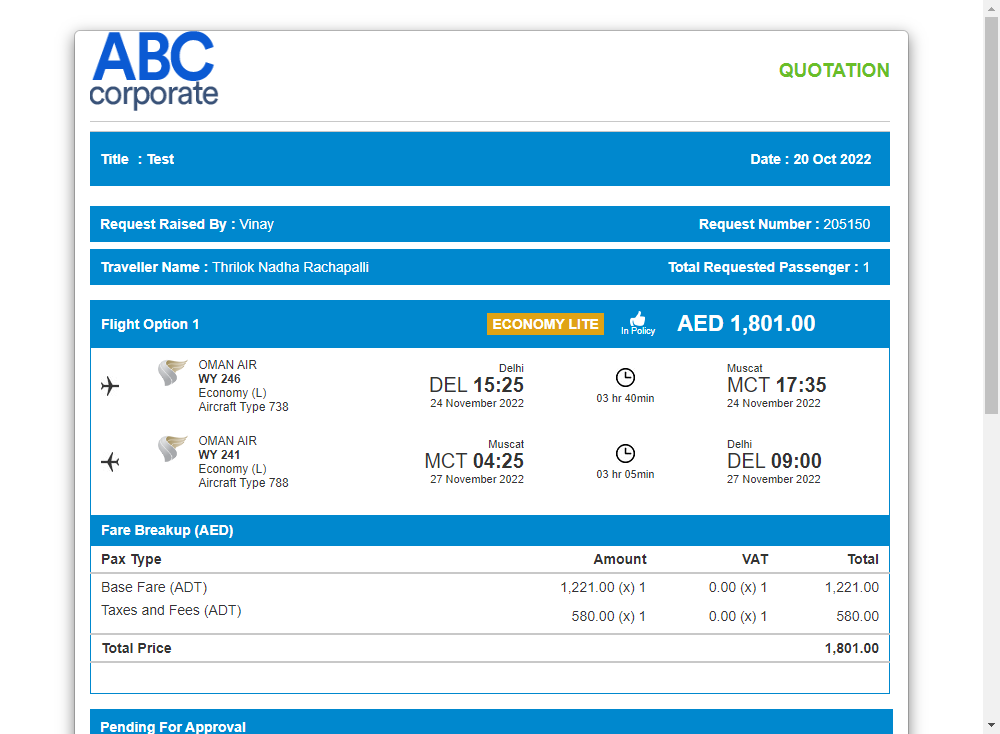 ABC
corporate
QUOTATION
Title : Test
Date : 20 Oct 2022
Request Raised By : Vinay
Request Number : 205150
Traveller Name : Thrilok Nadha Rachapalli
Total Requested Passenger : 1
Flight Option 1
ECONOMY LITE
In Policy
AED 1,801.00
OMAN AIR
WY 246
Economy (L)
Aircraft Type 738
Delhi
DEL 15:25
24 November 2022
03 hr 40min
Muscat
MCT 17:35
24 November 2022
OMAN AIR
WY 241
Economy (L)
Aircraft Type 788
Muscat
MCT 04:25
27 November 2022
03 hr 05min
Delhi
DEL 09:00
27 November 2022
Fare Breakup (AED)
Pax Type Amount VAT Total
Base Fare (ADT) 1,221.00 (x) 1 0.00 (x) 1 1,221.00
Taxes and Fees (ADT) 580.00 (x) 1 0.00 (x) 1 580.00
Total Price 1,801.00
Pending For Approval